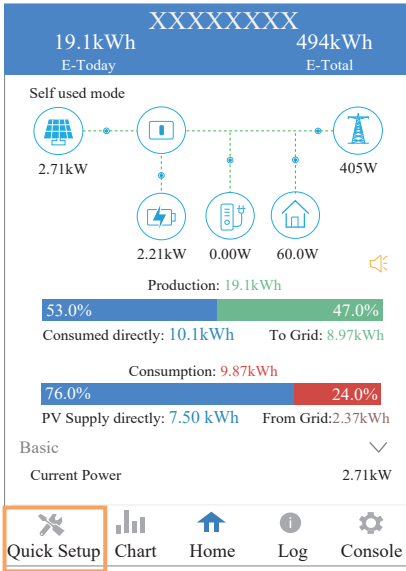 XXXXXXXX
19.1kWh 494kWh
E-Today E-Total
Self used mode
2.71kW 405W
2.21kW 0.00W 60.0W
Production: 19.1kWh
53.0% 47.0%
Consumed directly: 10.1kWh To Grid: 8.97kWh
Consumption: 9.87kWh
76.0% 24.0%
PV Supply directly: 7.50 kWh From Grid:2.37kWh
Basic
Current Power 2.71kW
Quick Setup Chart Home Log Console